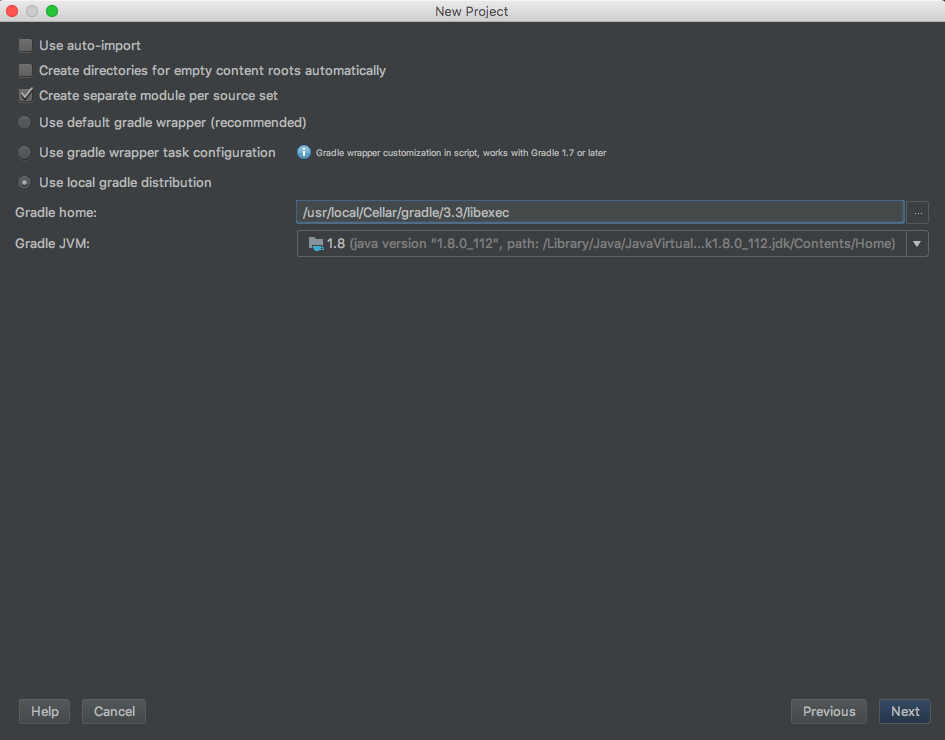 New Project
Use auto-import
Create directories for empty content roots automatically
Create separate module per source set
Use default gradle wrapper (recommended)
Use gradle wrapper task configuration Gradle wrapper customization in script, works with Gradle 1.7 or later
Use local gradle distribution
Gradle home: /usr/local/Cellar/gradle/3.3/libexec ...
Gradle JVM: 1.8 (java version "1.8.0_112", path: /Library/Java/JavaVirtual...k1.8.0_112.jdk/Contents/Home)
Help Cancel Previous Next